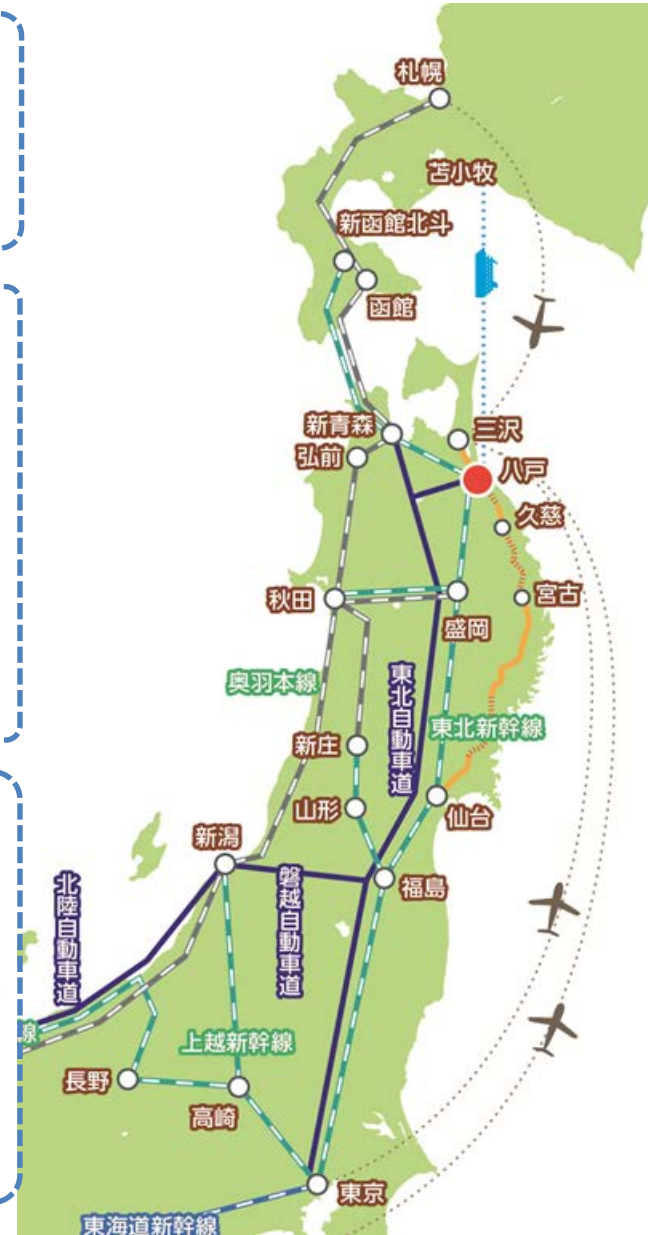 札幌
苫小牧
新函館北斗
函館
新青森
三沢
弘前
八戸
久慈
秋田
宮古
盛岡
奥羽本線
東北自動車道
東北新幹線
新庄
山形
仙台
新潟
磐越自動車道
福島
北陸自動車道
線
上越新幹線
長野
高崎
東京
東海道新幹線